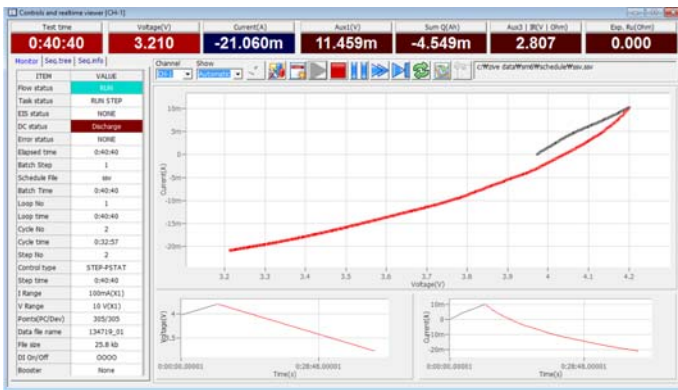 Controls and realtime viewer [CH-1]
Test time Voltage(V) Current(A) Aux1(V) Sum Q(Ah) Aux3 | IR(V | Ohm) Exp. Ru(Ohm)
0:40:40 3.210 -21.060m 11.459m -4.549m 2.807 0.000
Monitor Seq.tree Seq.info
Channel Show
CH-1 Automatic
ITEM VALUE
Flow status RUN
Task status RUN STEP
EIS status NONE
DC status Discharge
Error status NONE
Elapsed time 0:40:40
Batch Step 1
Schedule File ssv
Batch Time 0:40:40
Loop No 1
Loop time 0:40:40
Cycle No 2
Cycle time 0:32:57
Step No 2
Control type STEP-PSTAT
Step time 0:40:40
I Range 100mA(X1)
V Range 10 V(X1)
Points(PC/Dev) 305/305
Data file name 134719_01
File size 25.8 kb
DI On/Off OOOO
Booster None
10m
5m
0
-5m
-10m
-15m
-20m
Current(A)
3.2 3.3 3.4 3.5 3.6 3.7 3.8 3.9 4 4.1 4.2
Voltage(V)
4
3.5
Voltage(V)
0:00:00.00001 0:28:46.00001
Time(s)
10m
0
-20m
Current(A)
0:00:00.00001 0:28:46.00001
Time(s)